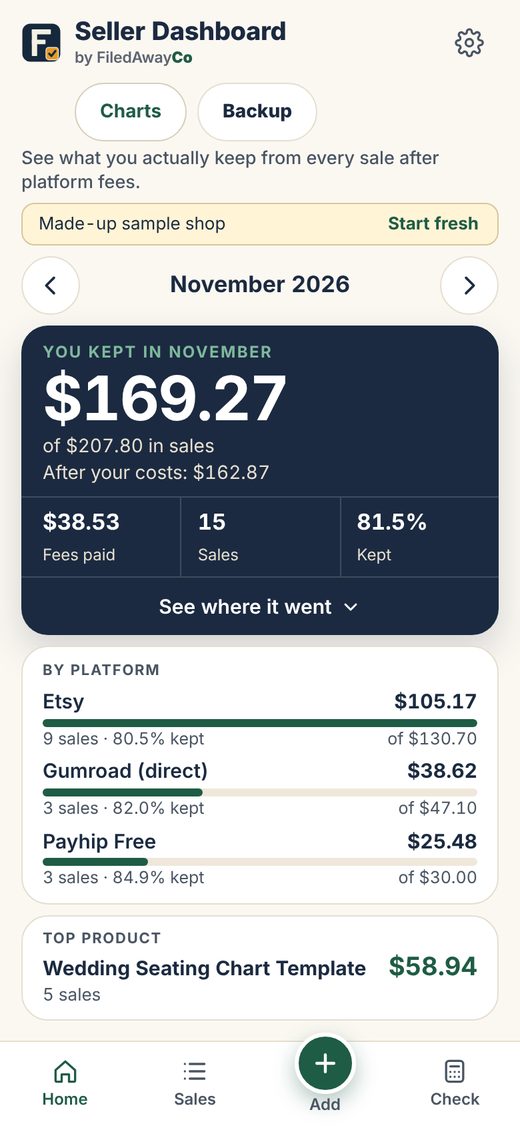 F
Seller Dashboard
by FiledAwayCo
Charts
Backup
See what you actually keep from every sale after
platform fees.
Made-up sample shop
Start fresh
November 2026
YOU KEPT IN NOVEMBER
$169.27
of $207.80 in sales
After your costs: $162.87
$38.53
Fees paid
15
Sales
81.5%
Kept
See where it went
BY PLATFORM
Etsy $105.17
9 sales · 80.5% kept of $130.70
Gumroad (direct) $38.62
3 sales · 82.0% kept of $47.10
Payhip Free $25.48
3 sales · 84.9% kept of $30.00
TOP PRODUCT
Wedding Seating Chart Template $58.94
5 sales
Home
Sales
Add
Check